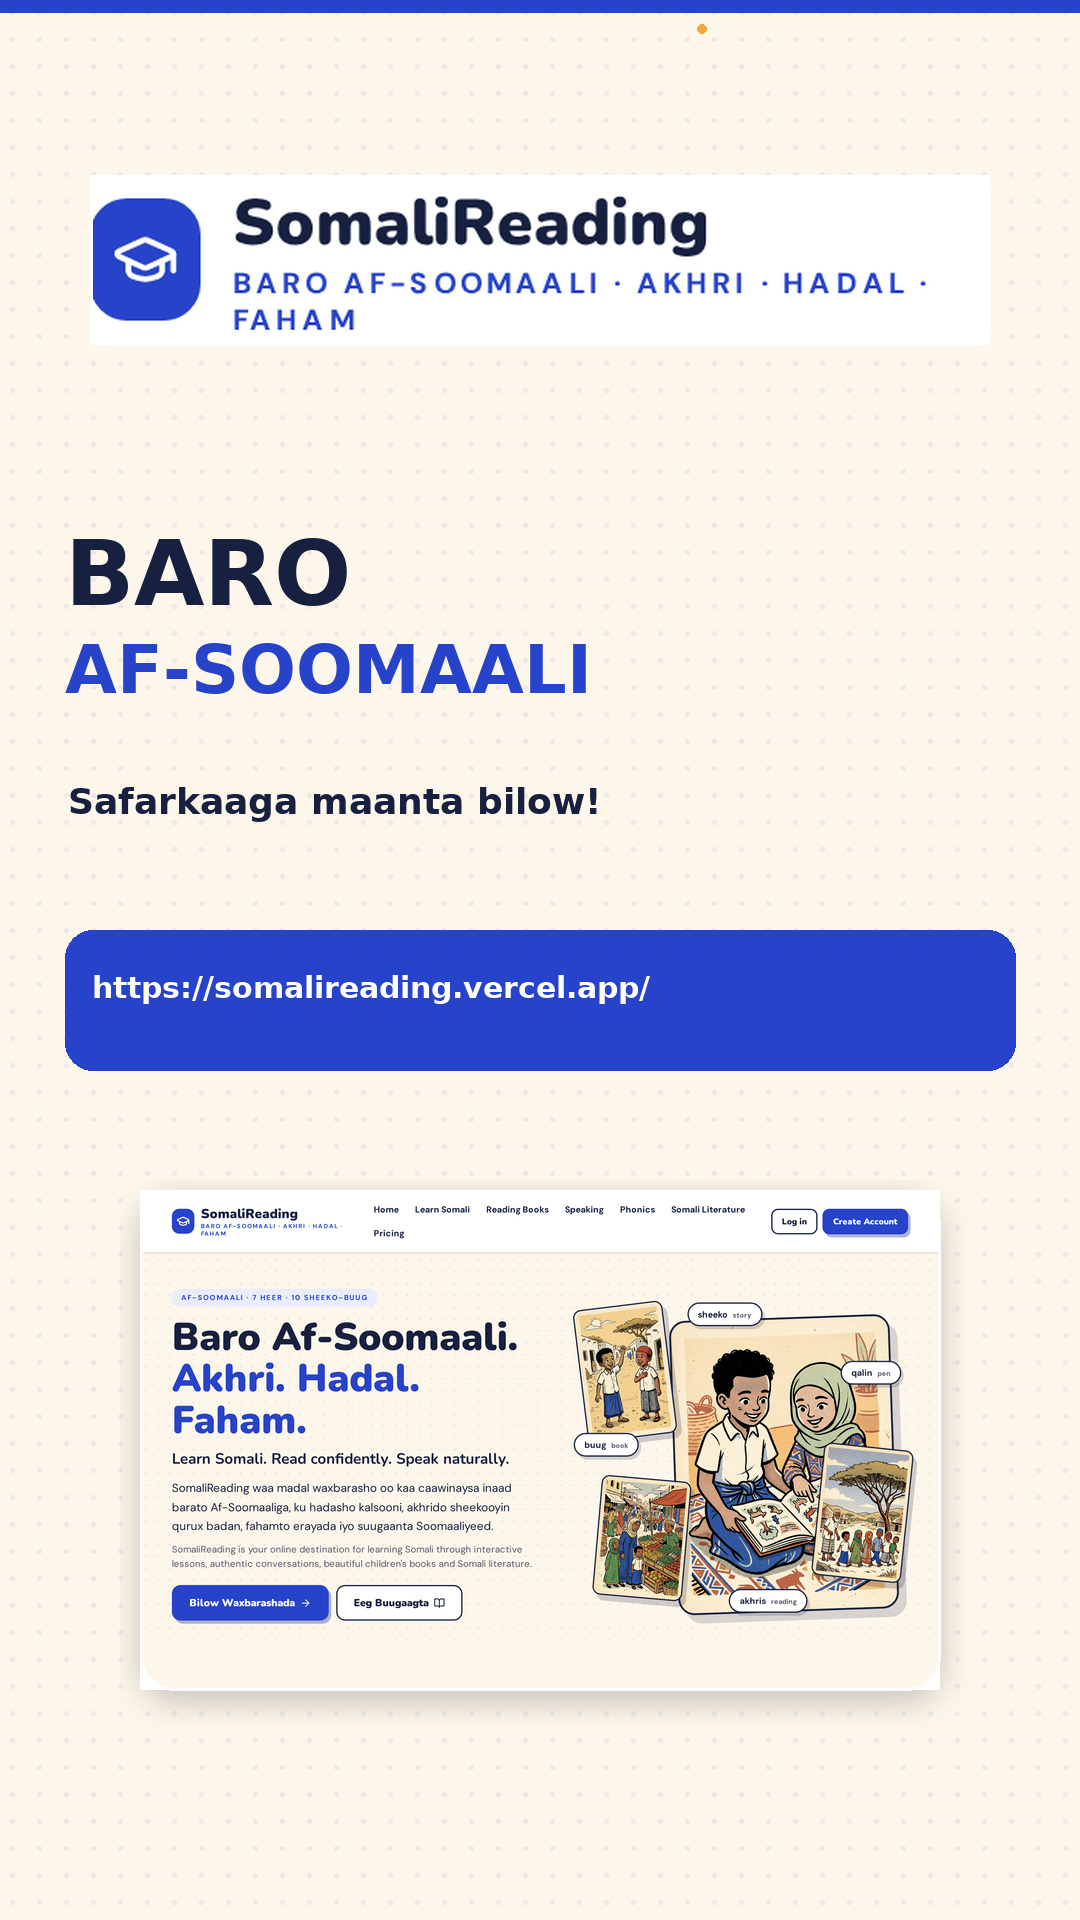 SomaliReading
BARO AF-SOOMAALI · AKHRI · HADAL ·
FAHAM
BARO
AF-SOOMAALI
Safarkaaga maanta bilow!
https://somalireading.vercel.app/
SomaliReading
BARO AF-SOOMAALI · AKHRI · HADAL ·
FAHAM
Home Learn Somali Reading Books Speaking Phonics Somali Literature
Pricing
Log in Create Account
AF-SOOMAALI · 7 HEER · 10 SHEEKO-BUUG
Baro Af-Soomaali.
Akhri. Hadal.
Faham.
Learn Somali. Read confidently. Speak naturally.
SomaliReading waa madal waxbarasho oo kaa caawinaysa inaad
barato Af-Soomaaliga, ku hadasho kalsooni, akhrido sheekooyin
qurux badan, fahamto erayada iyo suugaanta Soomaaliyeed.
SomaliReading is your online destination for learning Somali through interactive
lessons, authentic conversations, beautiful children's books and Somali literature.
Bilow Waxbarashada → Eeg Buugaagta
sheeko story
qalin pen
buug book
akhris reading